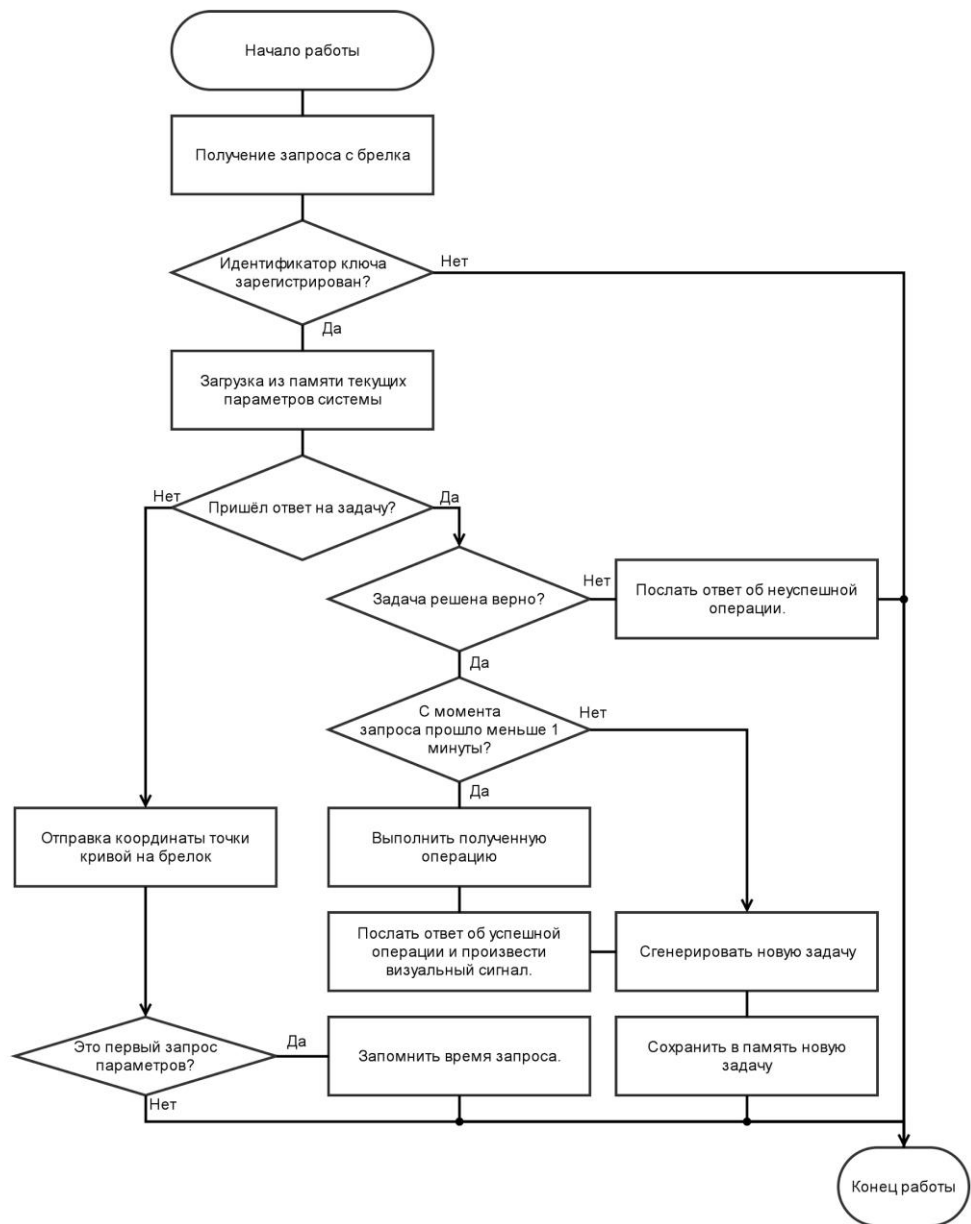 Начало работы
Получение запроса с брелка
Идентификатор ключа
зарегистрирован?
Нет
Да
Загрузка из памяти текущих
параметров системы
Нет
Пришёл ответ на задачу?
Да
Задача решена верно?
Нет
Послать ответ об неуспешной
операции.
Да
С момента
запроса прошло меньше 1
минуты?
Нет
Да
Отправка координаты точки
кривой на брелок
Выполнить полученную
операцию
Послать ответ об успешной
операции и произвести
визуальный сигнал.
Сгенерировать новую задачу
Это первый запрос
параметров?
Да
Запомнить время запроса.
Сохранить в память новую
задачу
Нет
Конец работы